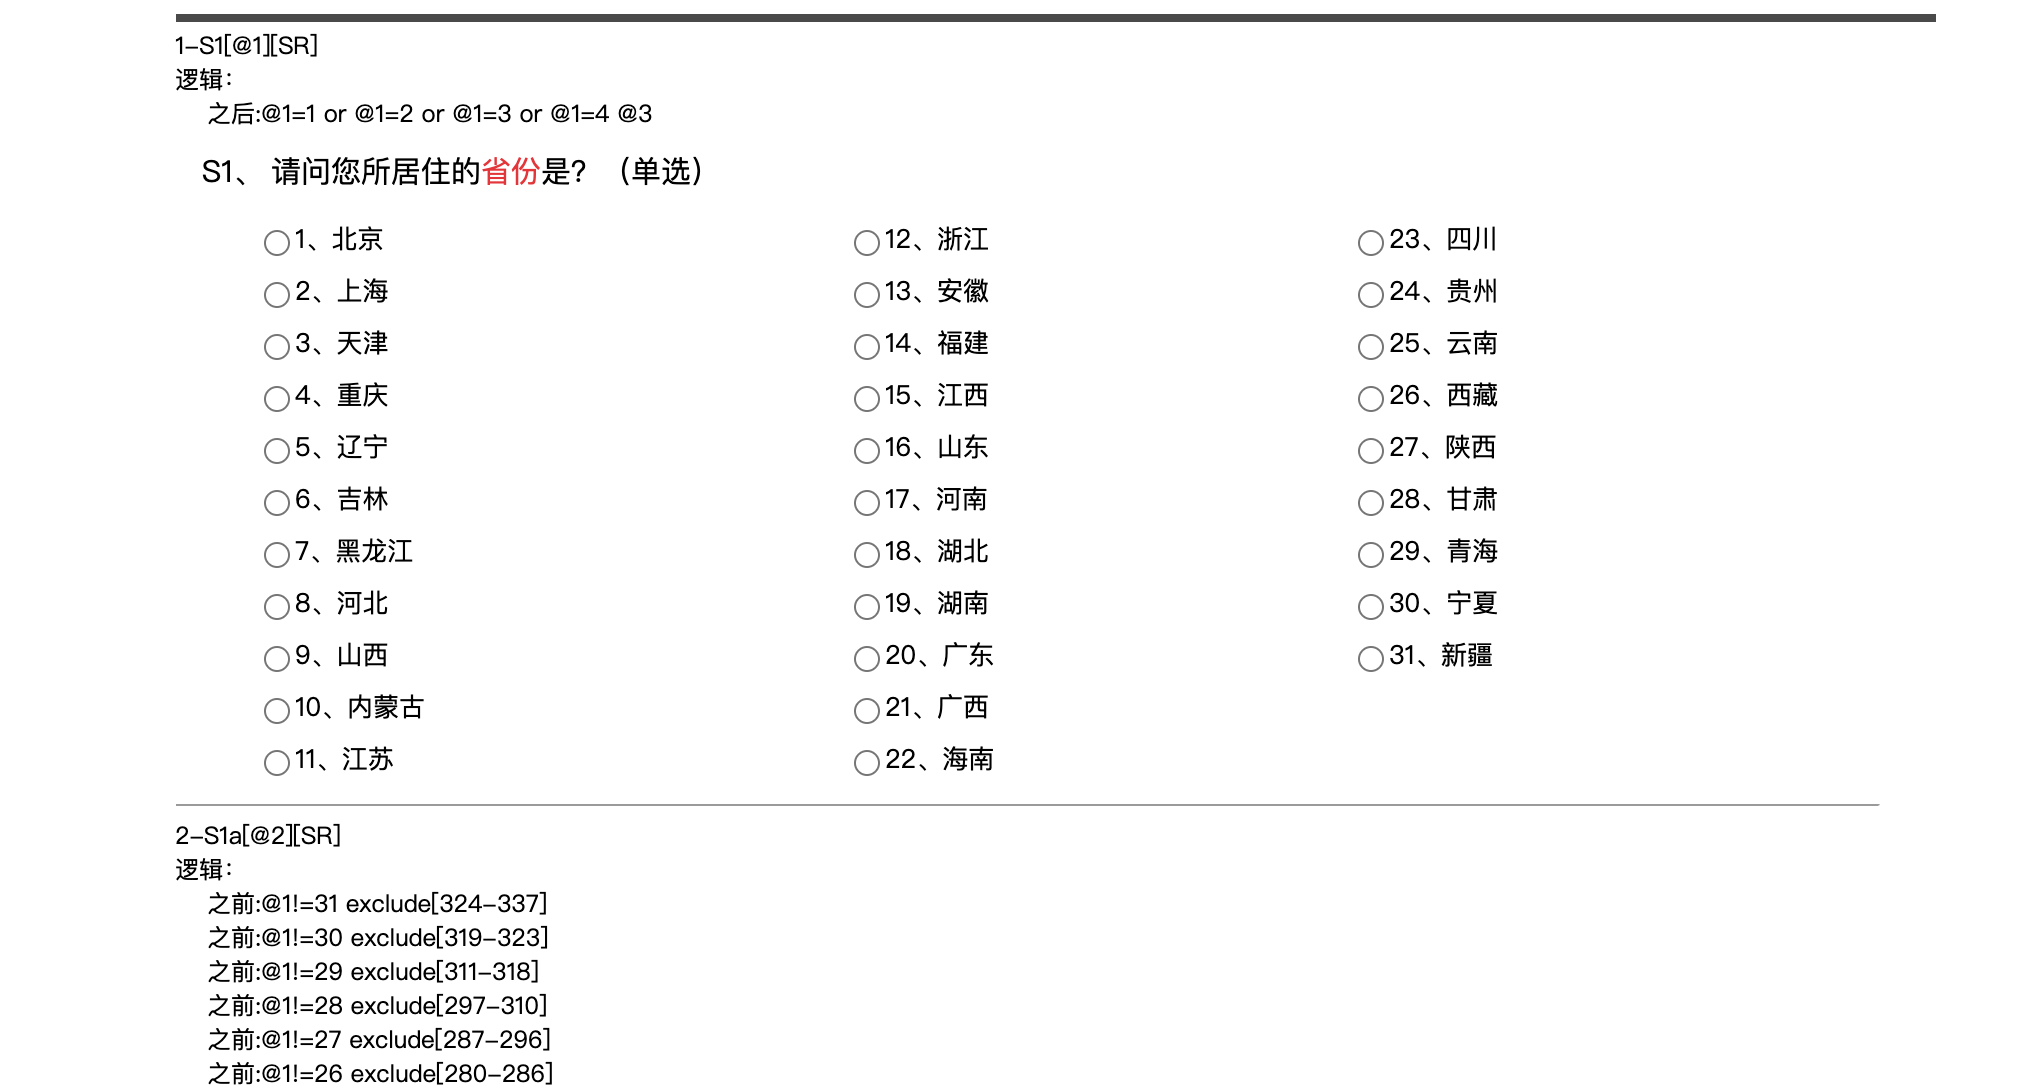 1-S1[@1][SR]
逻辑：
之后:@1=1 or @1=2 or @1=3 or @1=4 @3
S1、 请问您所居住的省份是? （单选）
1、北京
2、上海
3、天津
4、重庆
5、辽宁
6、吉林
7、黑龙江
8、河北
9、山西
10、内蒙古
11、江苏
12、浙江
13、安徽
14、福建
15、江西
16、山东
17、河南
18、湖北
19、湖南
20、广东
21、广西
22、海南
23、四川
24、贵州
25、云南
26、西藏
27、陕西
28、甘肃
29、青海
30、宁夏
31、新疆
2-S1a[@2][SR]
逻辑：
之前:@1!=31 exclude[324-337]
之前:@1!=30 exclude[319-323]
之前:@1!=29 exclude[311-318]
之前:@1!=28 exclude[297-310]
之前:@1!=27 exclude[287-296]
之前:@1!=26 exclude[280-286]